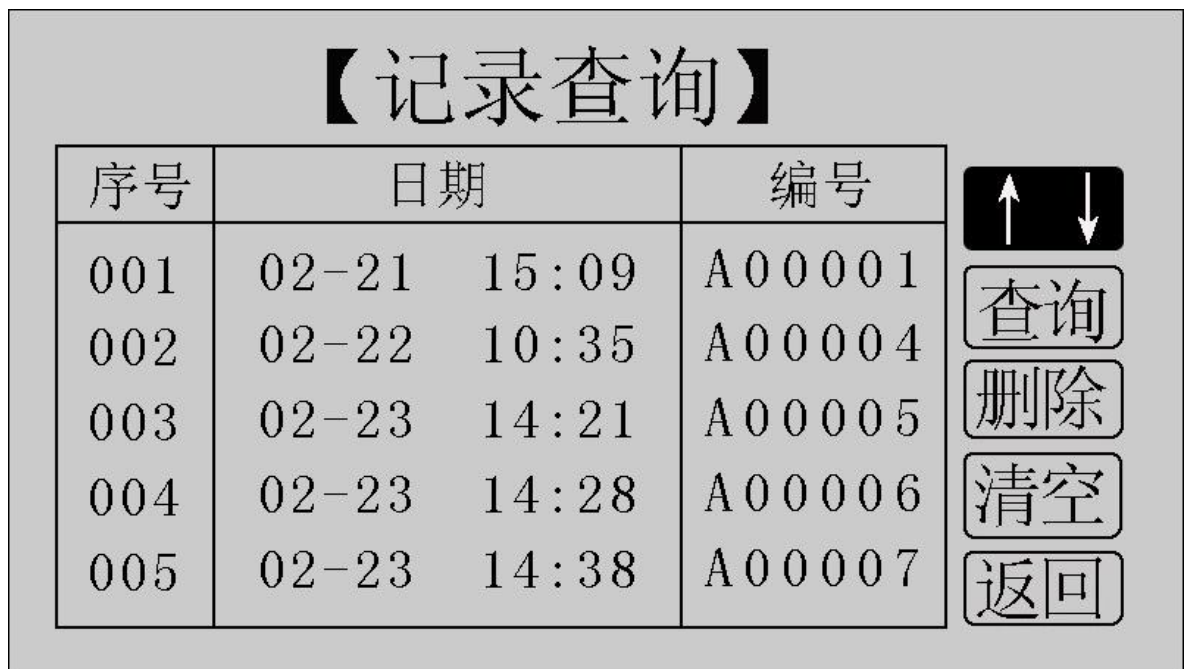 【记录查询】
序号 日期 编号
↑ ↓
001 02-21 15:09 A00001
查询
002 02-22 10:35 A00004
003 02-23 14:21 A00005
删除
004 02-23 14:28 A00006
清空
005 02-23 14:38 A00007
返回